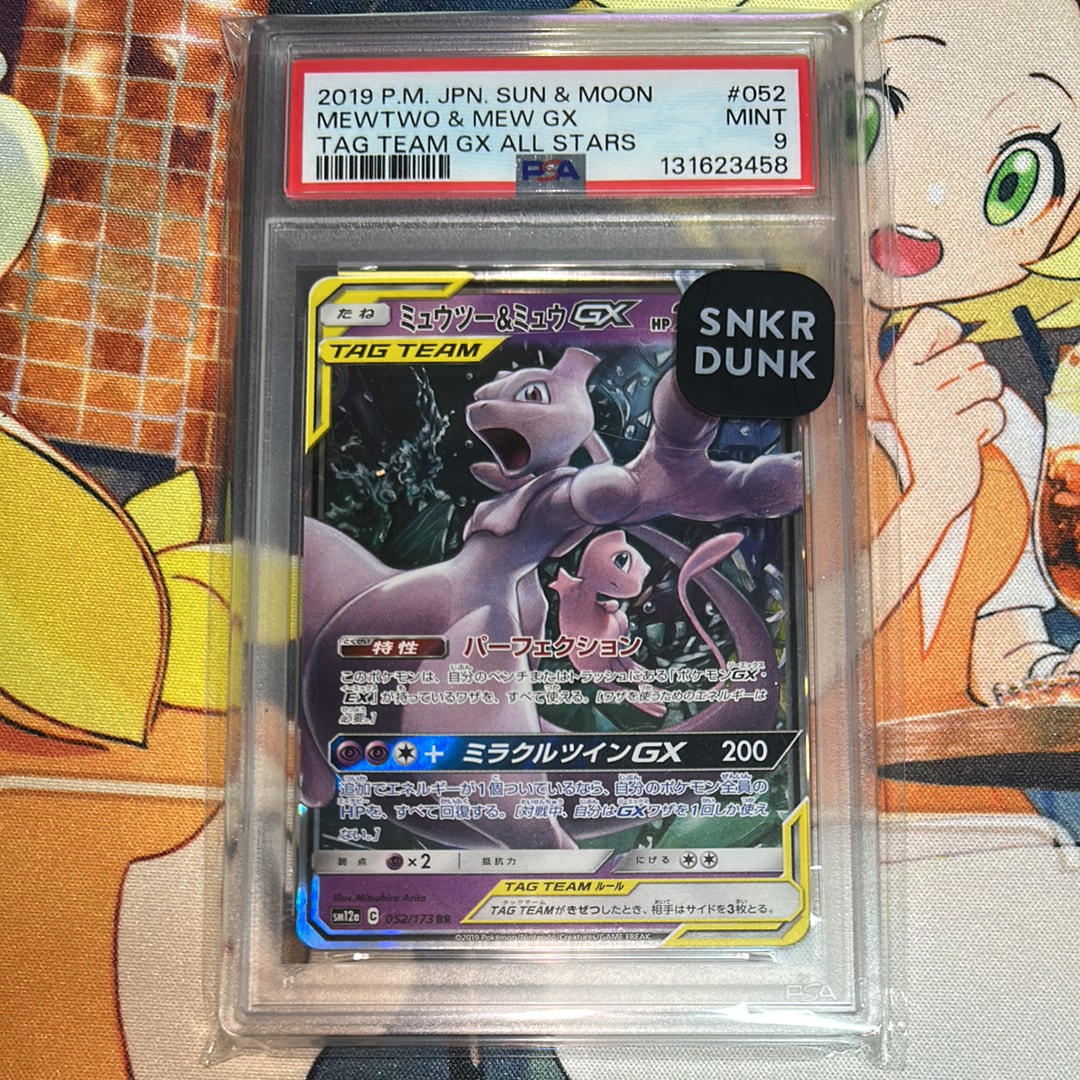 2019 P.M. JPN. SUN & MOON #052
MEWTWO & MEW GX MINT
TAG TEAM GX ALL STARS 9
PSA 131623458
たね ミュウツー&ミュウGX HP
SNKR
DUNK
TAG TEAM
とくせい
特性 パーフェクション
このポケモンは、自分のベンチまたはトラッシュにある「ポケモンGX・
EX」が持っているワザを、すべて使える。[ワザを使うためのエネルギーは
必要。]
+ ミラクルツインGX 200
追加でエネルギーが1個ついているなら、自分のポケモン全員の
HPを、すべて回復する。[対戦中、自分はGXワザを1回しか使え
ない。]
弱点 ×2 抵抗力 にげる
TAG TEAM ルール
Illus. Mitsuhiro Arita
TAG TEAMがきぜつしたとき、相手はサイドを3枚とる。
sm12a C 052/173 RR
©2019 Pokémon/Nintendo/Creatures/GAME FREAK.
PSA